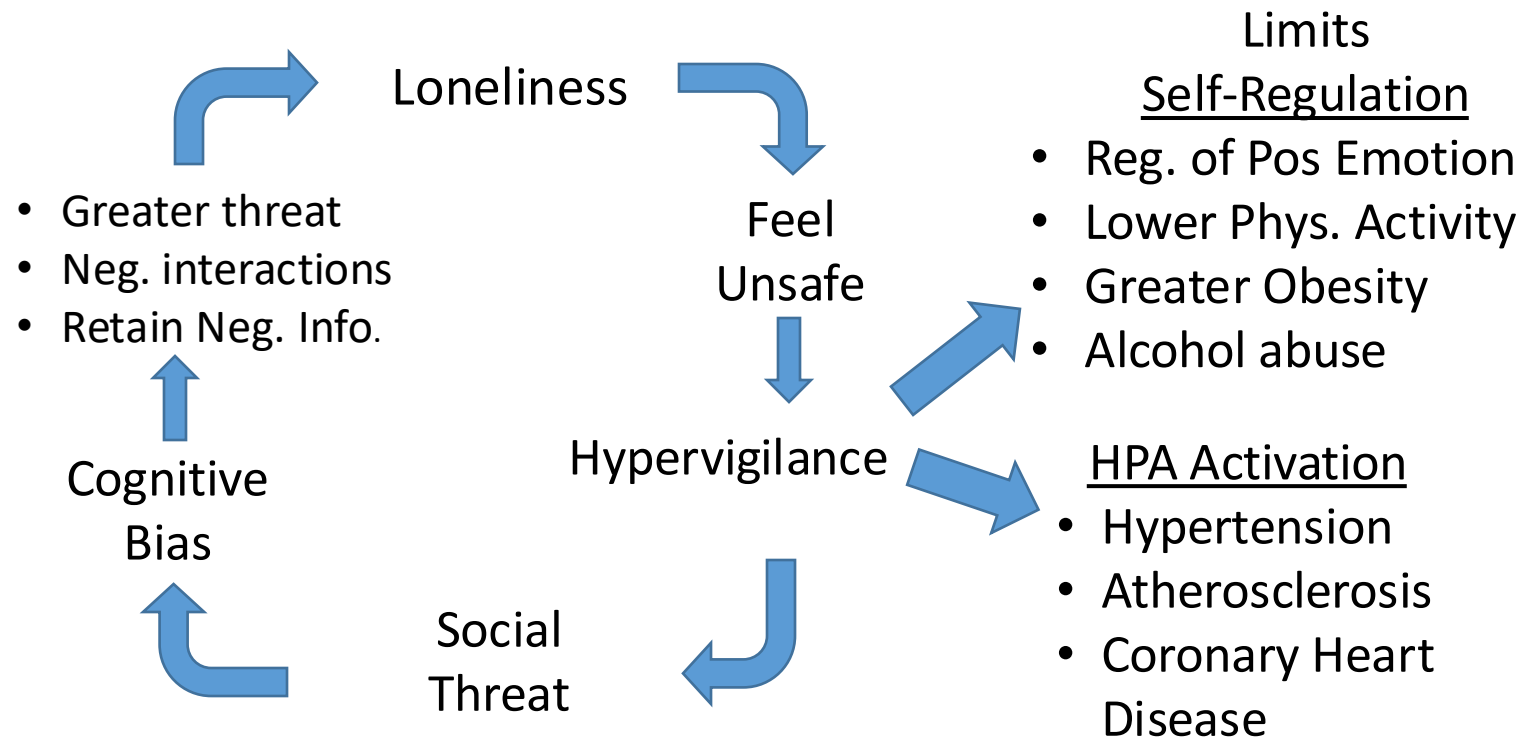 Loneliness
Feel
Unsafe
Hypervigilance
Social
Threat
Cognitive
Bias
• Greater threat
• Neg. interactions
• Retain Neg. Info.
Limits
Self-Regulation
• Reg. of Pos Emotion
• Lower Phys. Activity
• Greater Obesity
• Alcohol abuse
HPA Activation
• Hypertension
• Atherosclerosis
• Coronary Heart
Disease